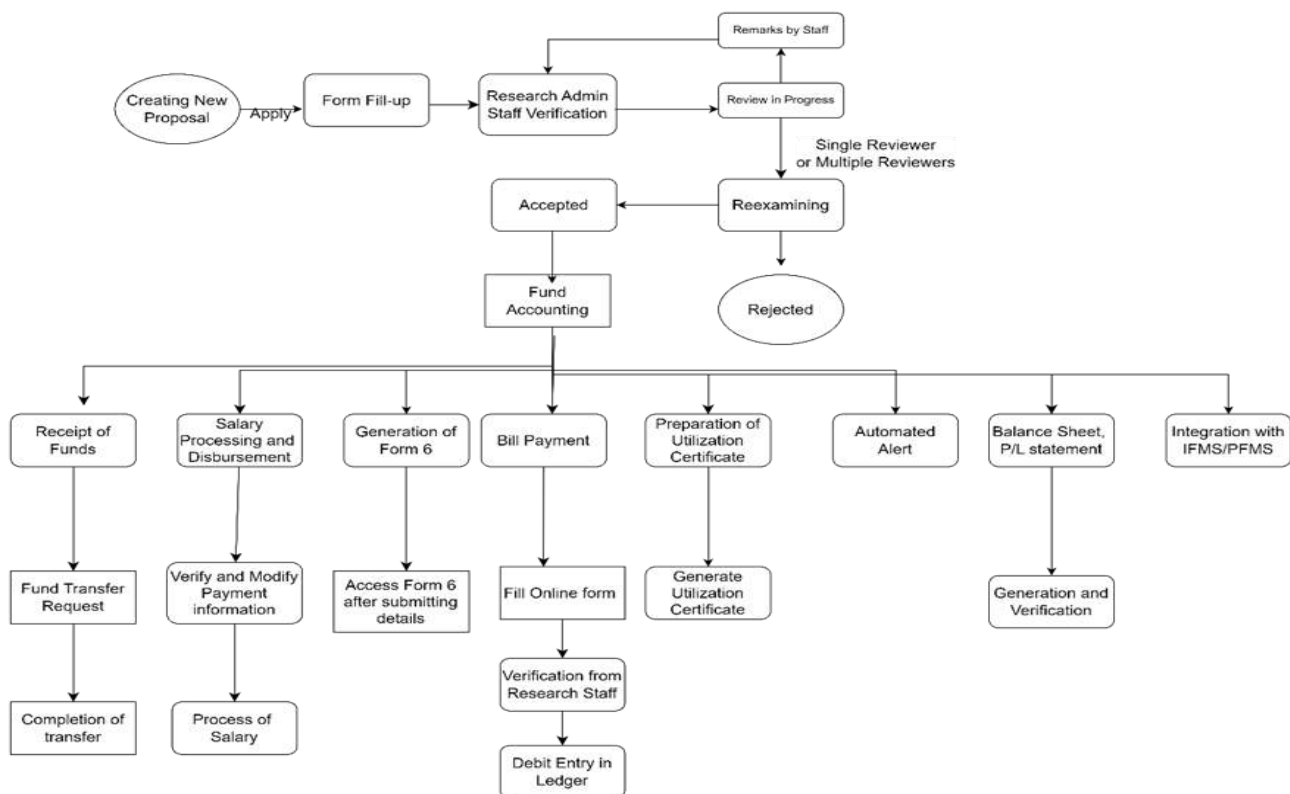 Remarks by Staff
Creating New
Proposal
Apply
Form Fill-up
Research Admin
Staff Verification
Review in Progress
Single Reviewer
or Multiple Reviewers
Accepted
Reexamining
Fund
Accounting
Rejected
Receipt of
Funds
Salary
Processing and
Disbursement
Generation of
Form 6
Bill Payment
Preparation of
Utilization
Certificate
Automated
Alert
Balance Sheet,
P/L statement
Integration with
IFMS/PFMS
Fund Transfer
Request
Verify and Modify
Payment
information
Access Form 6
after submitting
details
Fill Online form
Generate
Utilization
Certificate
Generation and
Verification
Verification from
Research Staff
Completion of
transfer
Process of
Salary
Debit Entry in
Ledger